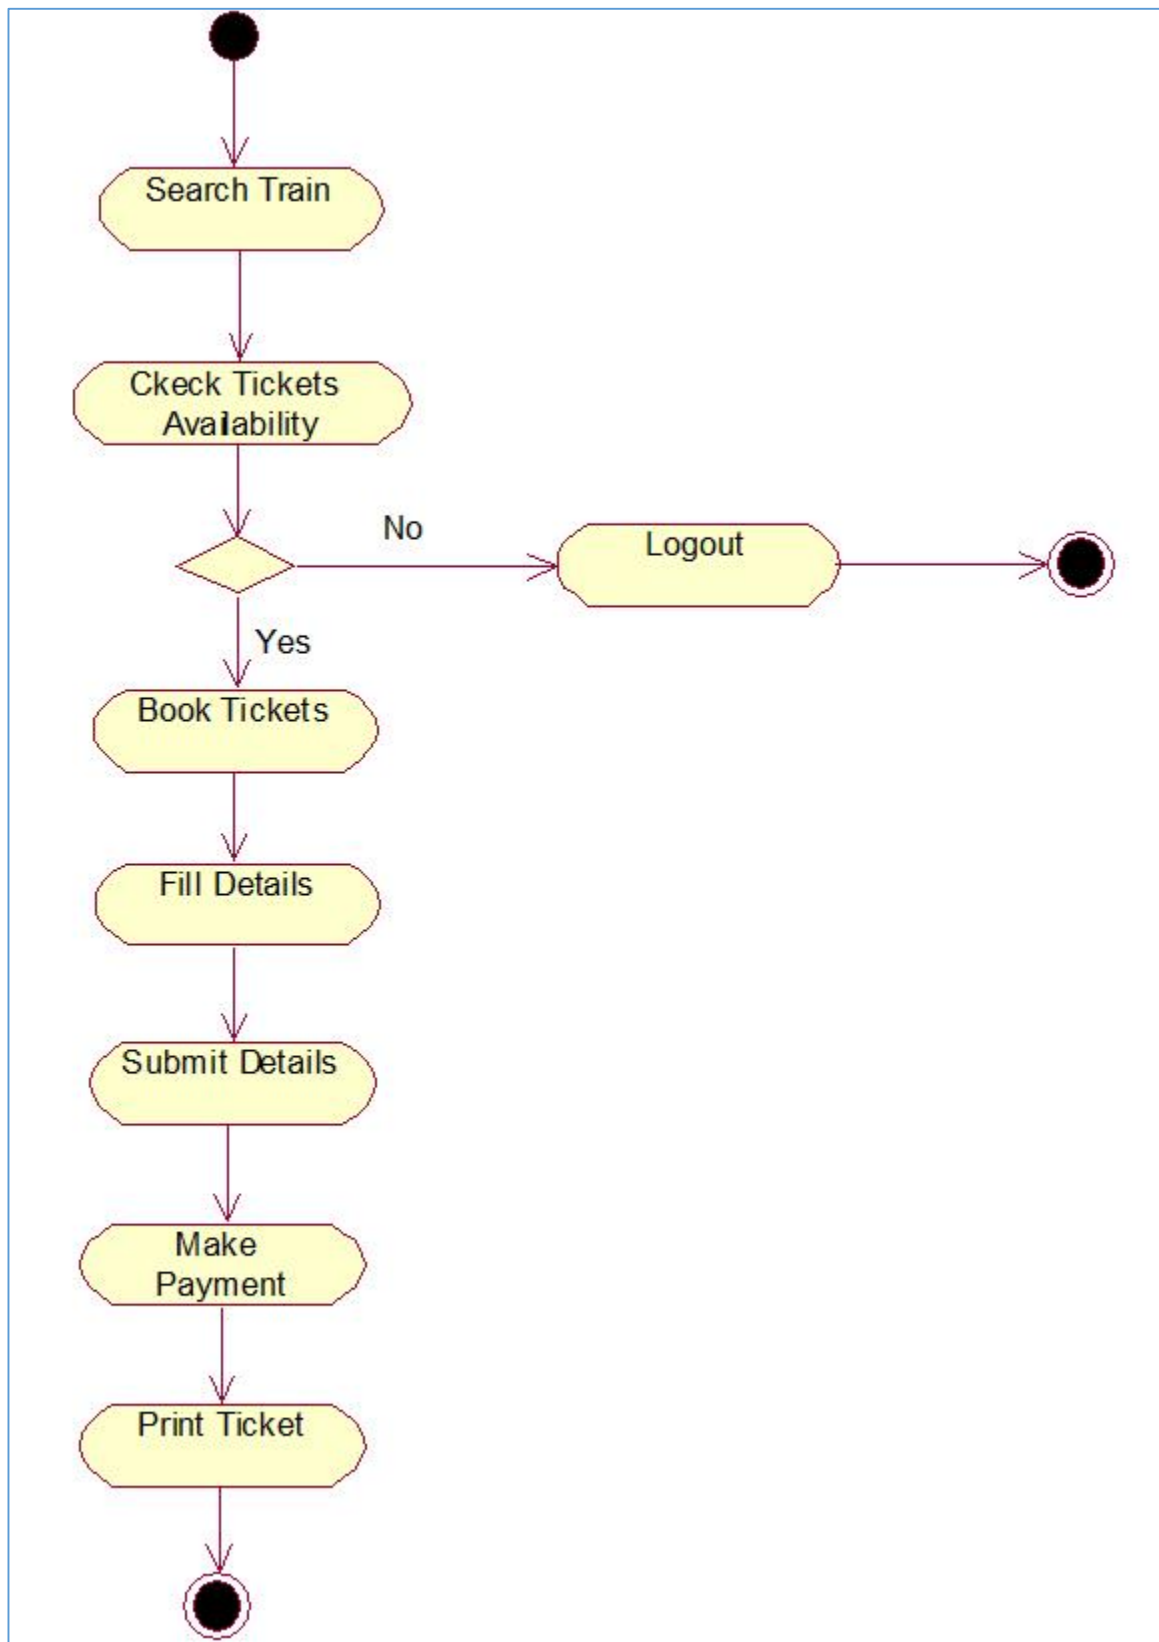 Search Train
Ckeck Tickets
Availability
No
Logout
Yes
Book Tickets
Fill Details
Submit Details
Make
Payment
Print Ticket